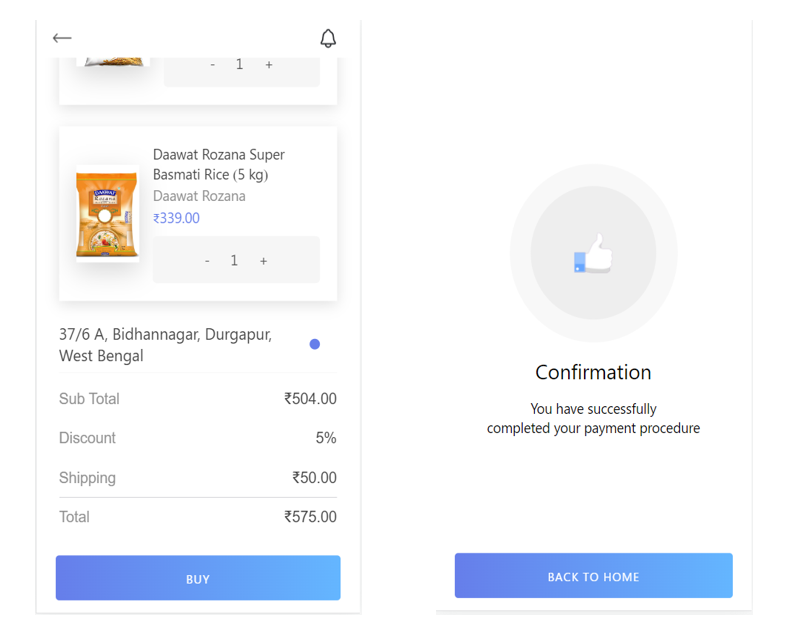 - 1 +
Daawat Rozana Super
Basmati Rice (5 kg)
Daawat Rozana
₹339.00
- 1 +
DAAWAT
Rozana
37/6 A, Bidhannagar, Durgapur,
West Bengal
Sub Total ₹504.00
Discount 5%
Shipping ₹50.00
Total ₹575.00
BUY
Confirmation
You have successfully
completed your payment procedure
BACK TO HOME